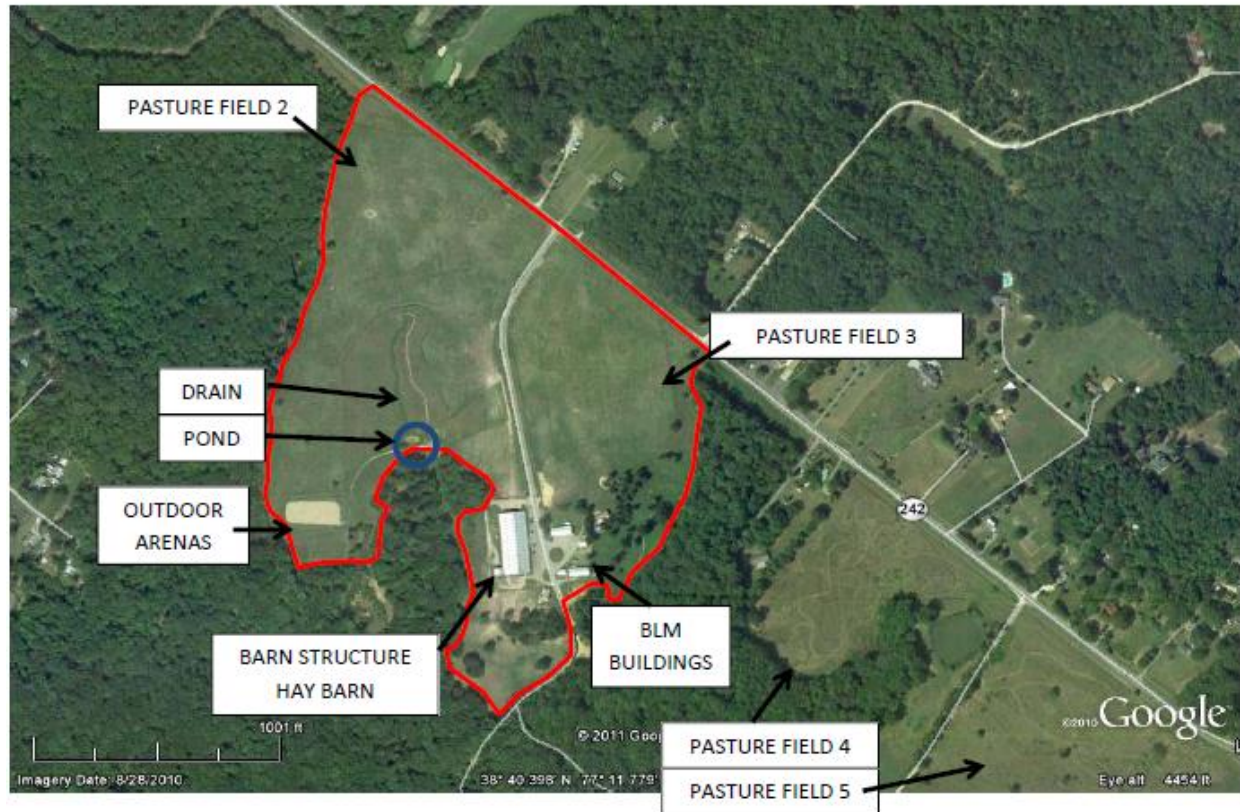 PASTURE FIELD 2
PASTURE FIELD 3
DRAIN
POND
OUTDOOR
ARENAS
242
BARN STRUCTURE
HAY BARN
BLM
BUILDINGS
PASTURE FIELD 4
PASTURE FIELD 5
1001 ft
©2010 Google
© 2011
Imagery Date: 8/28/2010
38° 40.398' N 77° 11.779'
Eye alt 4454 ft